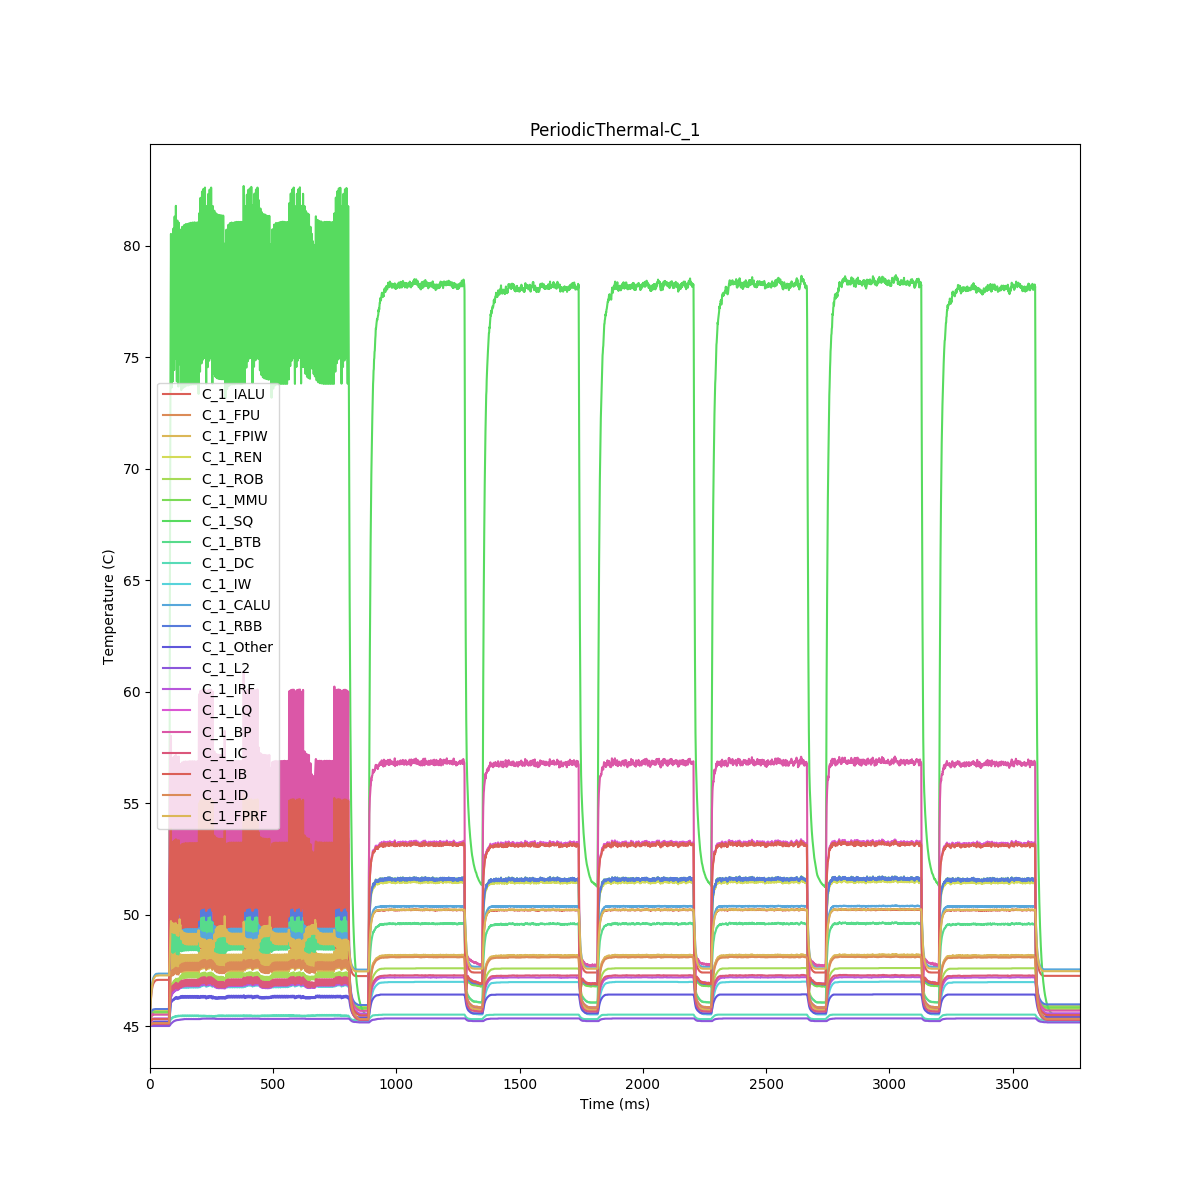 PeriodicThermal-C_1
80
75
70
65
60
55
50
45
Temperature (C)
C_1_IALU
C_1_FPU
C_1_FPIW
C_1_REN
C_1_ROB
C_1_MMU
C_1_SQ
C_1_BTB
C_1_DC
C_1_IW
C_1_CALU
C_1_RBB
C_1_Other
C_1_L2
C_1_IRF
C_1_LQ
C_1_BP
C_1_IC
C_1_IB
C_1_ID
C_1_FPRF
0 500 1000 1500 2000 2500 3000 3500
Time (ms)